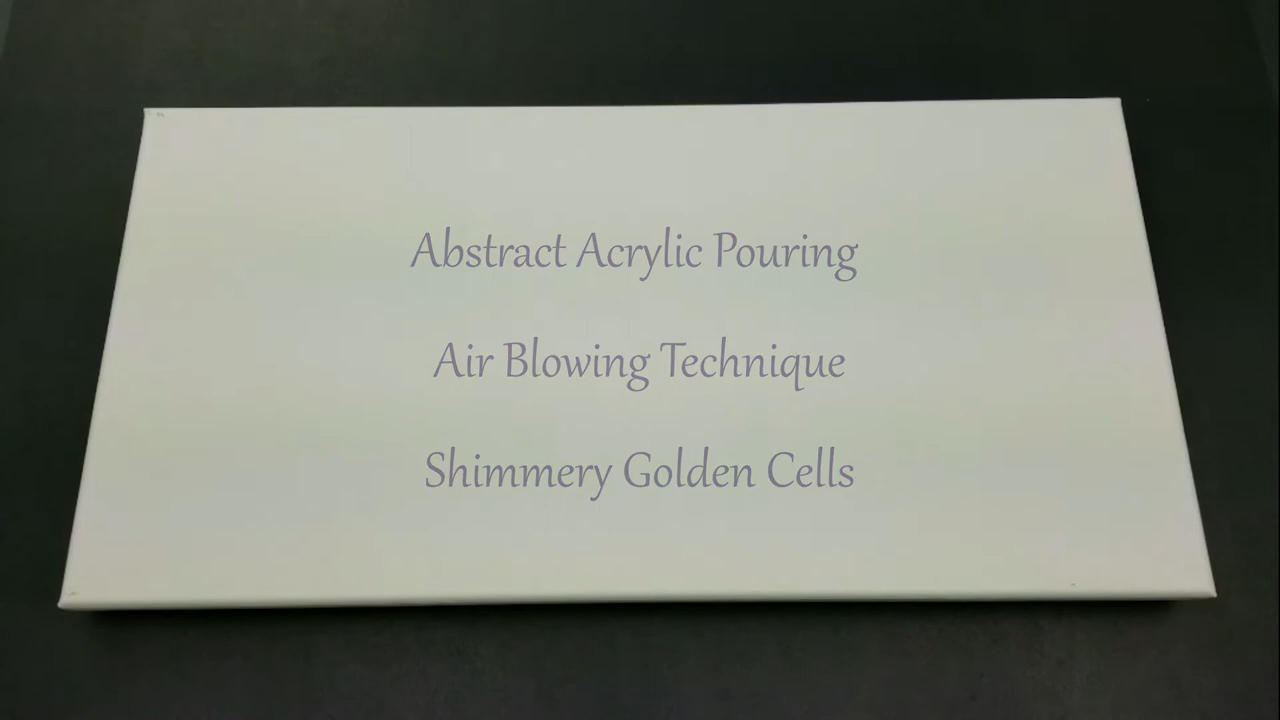 Abstract Acrylic Pouring
Air Blowing Technique
Shimmery Golden Cells